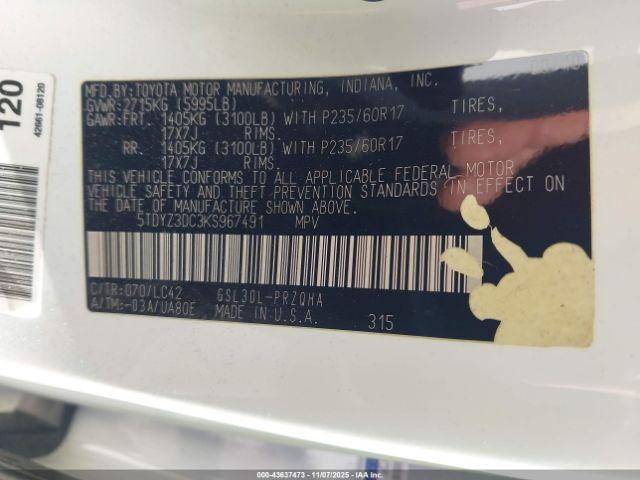 120
42661-08120
MFD.BY:TOYOTA MOTOR MANUFACTURING, INDIANA, INC.
GVWR:2715KG (5995LB)
GAWR:FRT. 1405KG (3100LB) WITH P235/60R17 TIRES,
17X7J RIMS.
RR. 1405KG (3100LB) WITH P235/60R17 TIRES,
17X7J RIMS.
THIS VEHICLE CONFORMS TO ALL APPLICABLE FEDERAL MOTOR
VEHICLE SAFETY AND THEFT PREVENTION STANDARDS IN EFFECT ON
THE DATE OF MANUFACTURE SHOWN ABOVE.
5TDYZ3DC3KS967491 MPV
C/TR:070/LC42 GSL30L-PRZQHA
A/TM:-03A/UA80E MADE IN U.S.A. 315
000-43637473 - 11/07/2025 - IAA Inc.